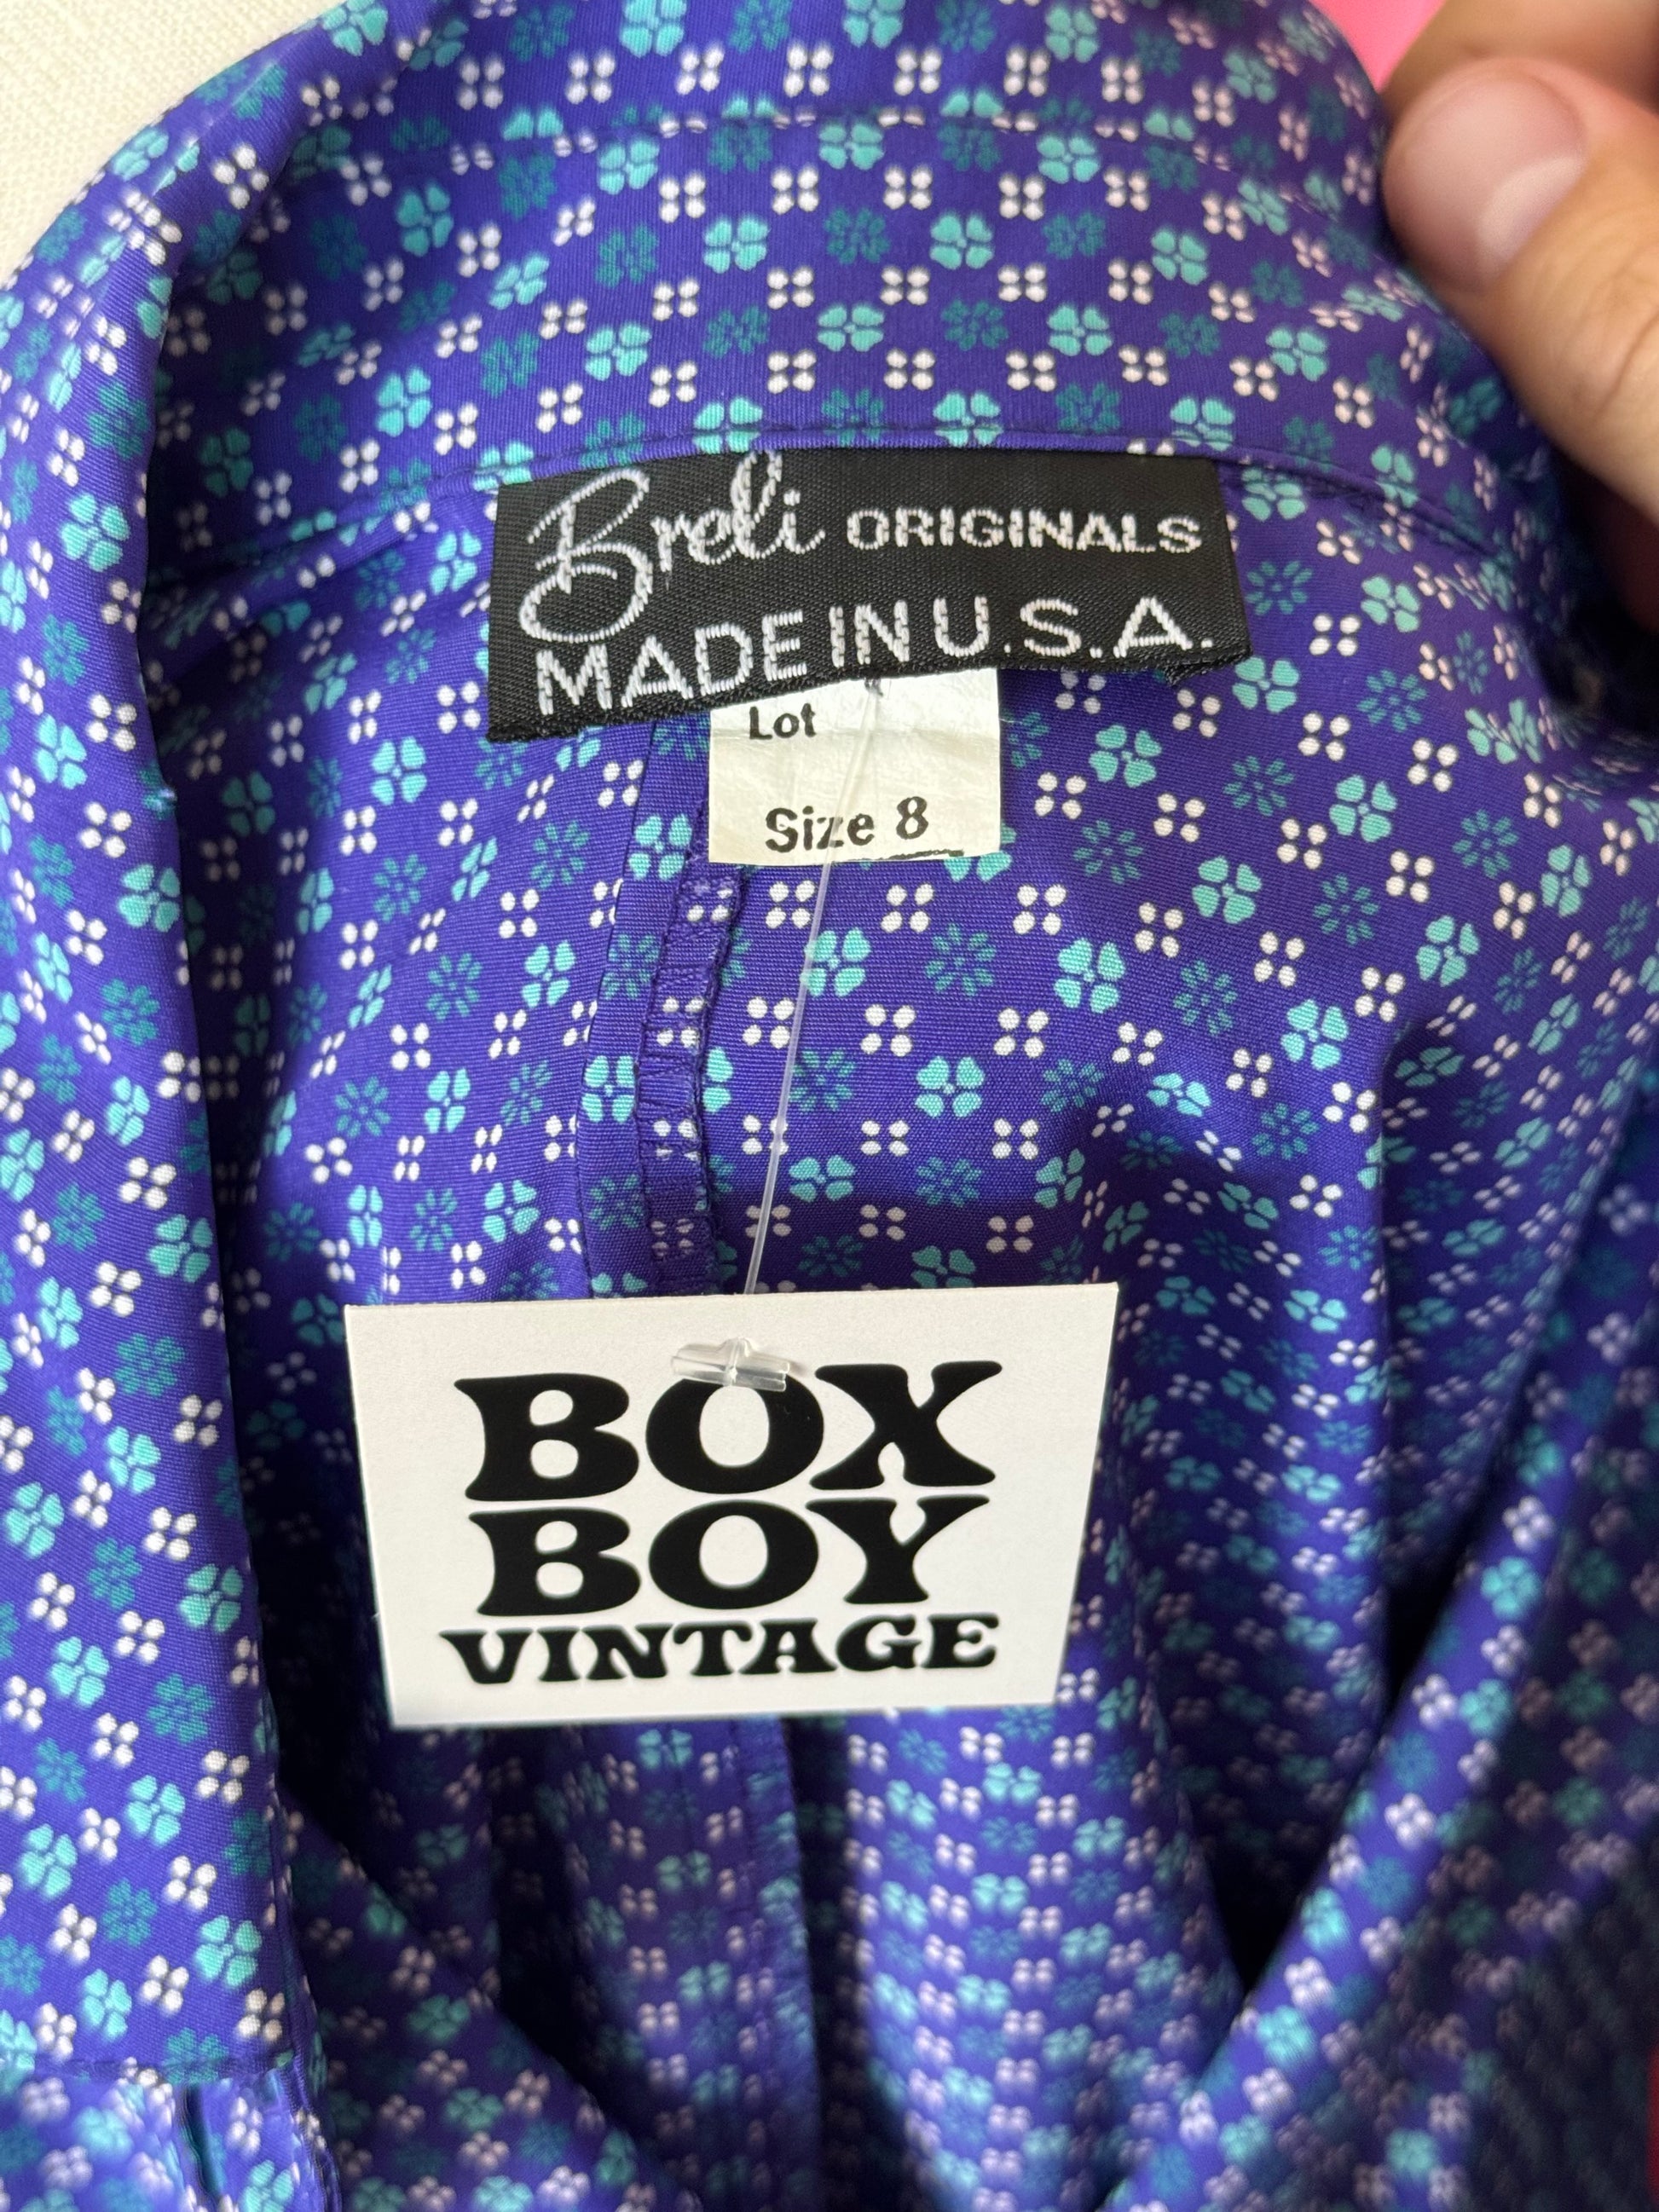 Breli ORIGINALS
MADE IN U.S.A.
Lot
Size 8
BOX
BOY
VINTAGE